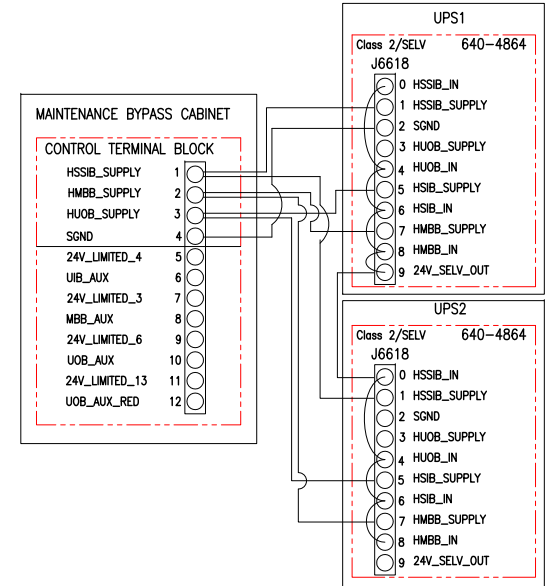 MAINTENANCE BYPASS CABINET
CONTROL TERMINAL BLOCK
HSSIB_SUPPLY 1
HMBB_SUPPLY 2
HUOB_SUPPLY 3
SGND 4
24V_LIMITED_4 5
UIB_AUX 6
24V_LIMITED_3 7
MBB_AUX 8
24V_LIMITED_6 9
UOB_AUX 10
24V_LIMITED_13 11
UOB_AUX_RED 12
UPS1
Class 2/SELV 640-4864
J6618
0 HSSIB_IN
1 HSSIB_SUPPLY
2 SGND
3 HUOB_SUPPLY
4 HUOB_IN
5 HSIB_SUPPLY
6 HSIB_IN
7 HMBB_SUPPLY
8 HMBB_IN
9 24V_SELV_OUT
UPS2
Class 2/SELV 640-4864
J6618
0 HSSIB_IN
1 HSSIB_SUPPLY
2 SGND
3 HUOB_SUPPLY
4 HUOB_IN
5 HSIB_SUPPLY
6 HSIB_IN
7 HMBB_SUPPLY
8 HMBB_IN
9 24V_SELV_OUT